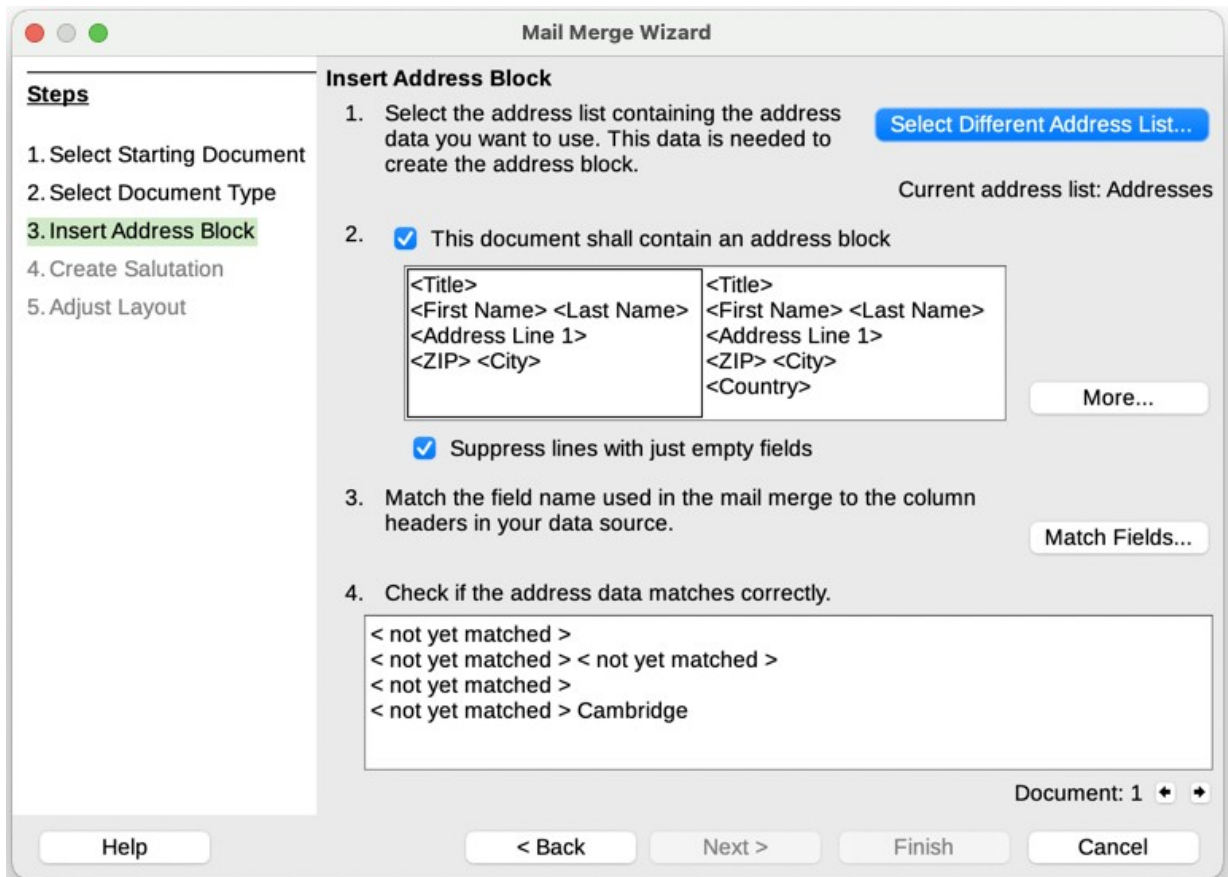 Mail Merge Wizard
Steps
1. Select Starting Document
2. Select Document Type
3. Insert Address Block
4. Create Salutation
5. Adjust Layout
Insert Address Block
1. Select the address list containing the address
data you want to use. This data is needed to
create the address block.
Select Different Address List...
Current address list: Addresses
2. This document shall contain an address block
<Title>
<First Name> <Last Name>
<Address Line 1>
<ZIP> <City>
<Title>
<First Name> <Last Name>
<Address Line 1>
<ZIP> <City>
<Country>
More...
Suppress lines with just empty fields
3. Match the field name used in the mail merge to the column
headers in your data source.
Match Fields...
4. Check if the address data matches correctly.
< not yet matched >
< not yet matched > < not yet matched >
< not yet matched >
< not yet matched > Cambridge
Document: 1
Help
< Back
Next >
Finish
Cancel